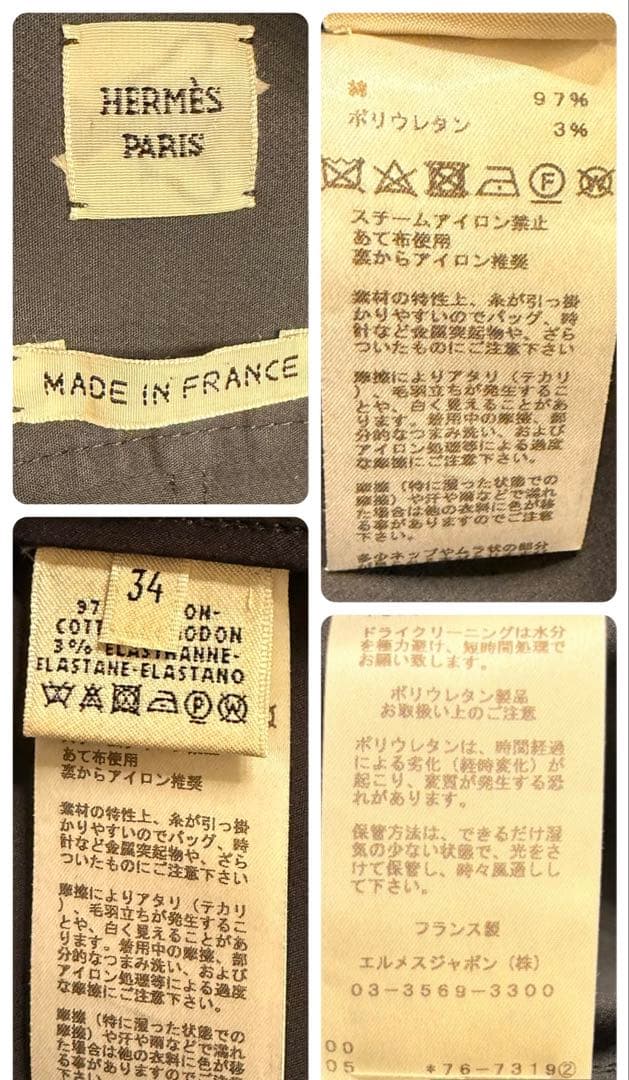 HERMÈS
PARIS
MADE IN FRANCE
綿 97%
ポリウレタン 3%
F
W
スチームアイロン禁止
あて布使用
裏からアイロン推奨
素材の特性上、糸が引っ掛
かりやすいのでバッグ、時
計など金属突起物や、ざら
ついたものにご注意下さい
摩擦によりアタリ（テカリ
）、毛羽立ちが発生するこ
とや、白く見えることがあ
ります。着用中の摩擦、部
分的なつまみ洗い、および
アイロン処理等による過度
な摩擦にご注意下さい。
摩擦（特に湿った状態での
摩擦）や汗や雨などで濡れ
た場合は他の衣料に色が移
る事がありますのでご注意
下さい。
多少ネップやムラ状の部分
34
97 ON-
COTT ODON
3% ELASTHANNE-
ELASTANE-ELASTANO
P
W
あて布使用
裏からアイロン推奨
素材の特性上、糸が引っ掛
かりやすいのでバッグ、時
計など金属突起物や、ざら
ついたものにご注意下さい
摩擦によりアタリ（テカリ
）、毛羽立ちが発生するこ
とや、白く見えることがあ
ります。着用中の摩擦、部
分的なつまみ洗い、および
アイロン処理等による過度
な摩擦にご注意下さい。
摩擦（特に湿った状態での
摩擦）や汗や雨などで濡れ
た場合は他の衣料に色が移
る事がありますのでご注意
下さい。
ドライクリーニングは水分
を極力避け、短時間処理で
お願い致します。
ポリウレタン製品
お取扱い上のご注意
ポリウレタンは、時間経過
による劣化（経時変化）が
起こり、変質が発生する恐
れがあります。
保管方法は、できるだけ湿
気の少ない状態で、光をさ
けて保管し、時々風通しし
て下さい。
フランス製
エルメスジャポン（株）
03-3569-3300
00
05 *76-7319②